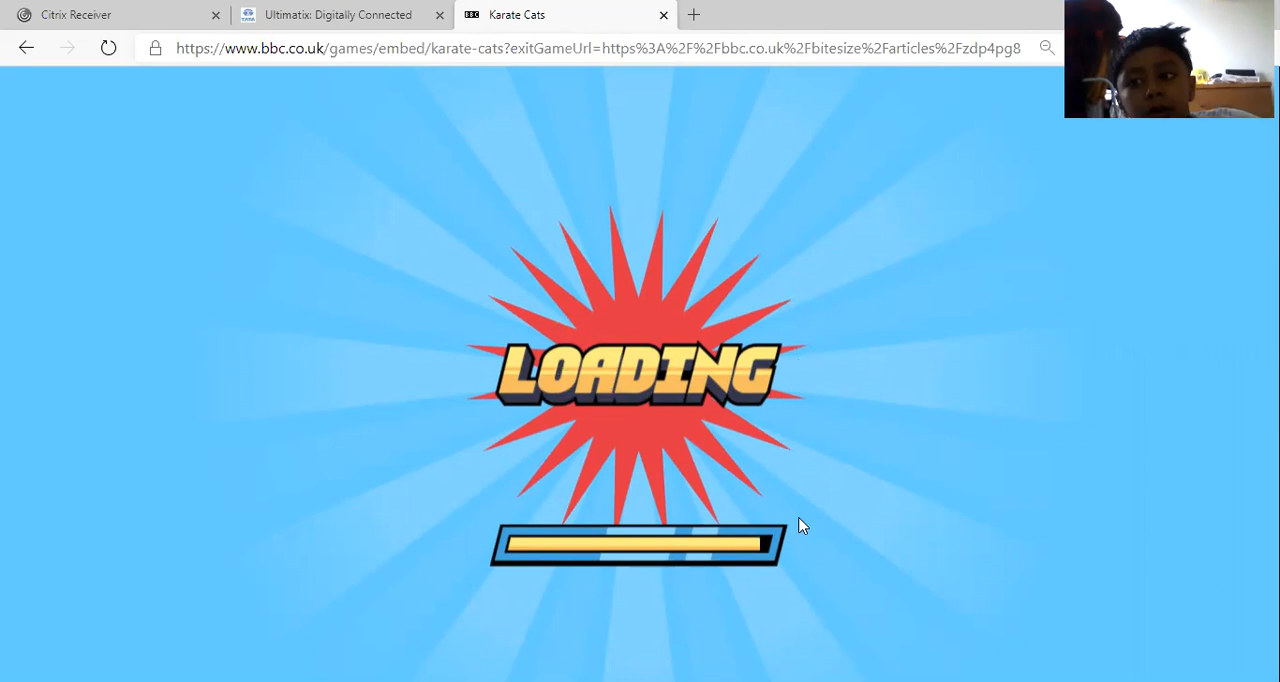 Citrix Receiver
Ultimatix: Digitally Connected
BBC Karate Cats
https://www.bbc.co.uk/games/embed/karate-cats?exitGameUrl=https%3A%2F%2Fbbc.co.uk%2Fbitesize%2Farticles%2Fzdp4pg8
LOADING